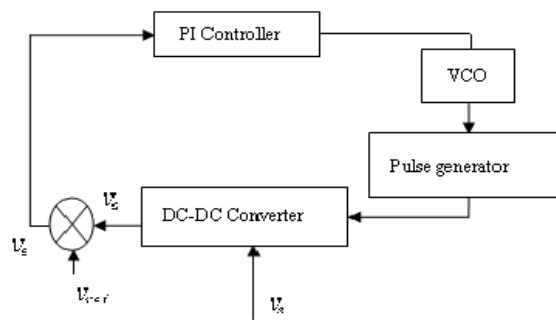 PI Controller
VCO
Pulse generator
DC-DC Converter